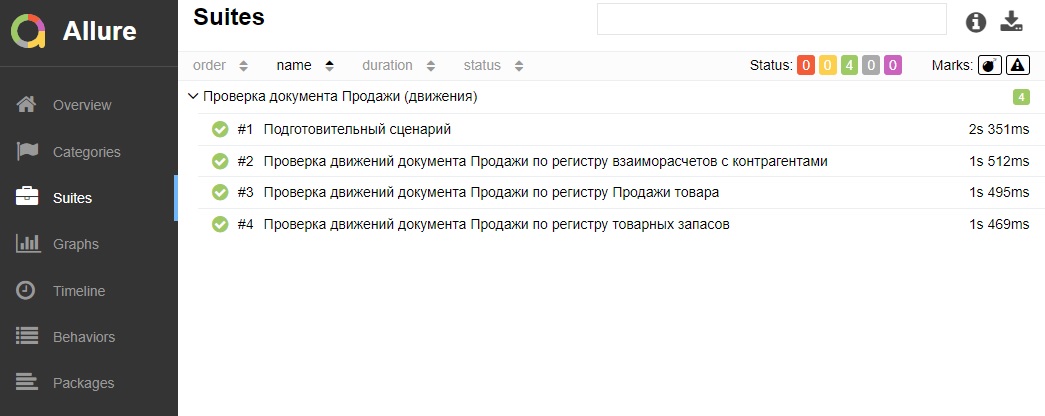 Allure
Overview
Categories
Suites
Graphs
Timeline
Behaviors
Packages
Suites
order name duration status Status: 0 0 4 0 0 Marks:
Проверка документа Продажи (движения) 4
#1 Подготовительный сценарий 2s 351ms
#2 Проверка движений документа Продажи по регистру взаиморасчетов с контрагентами 1s 512ms
#3 Проверка движений документа Продажи по регистру Продажи товара 1s 495ms
#4 Проверка движений документа Продажи по регистру товарных запасов 1s 469ms